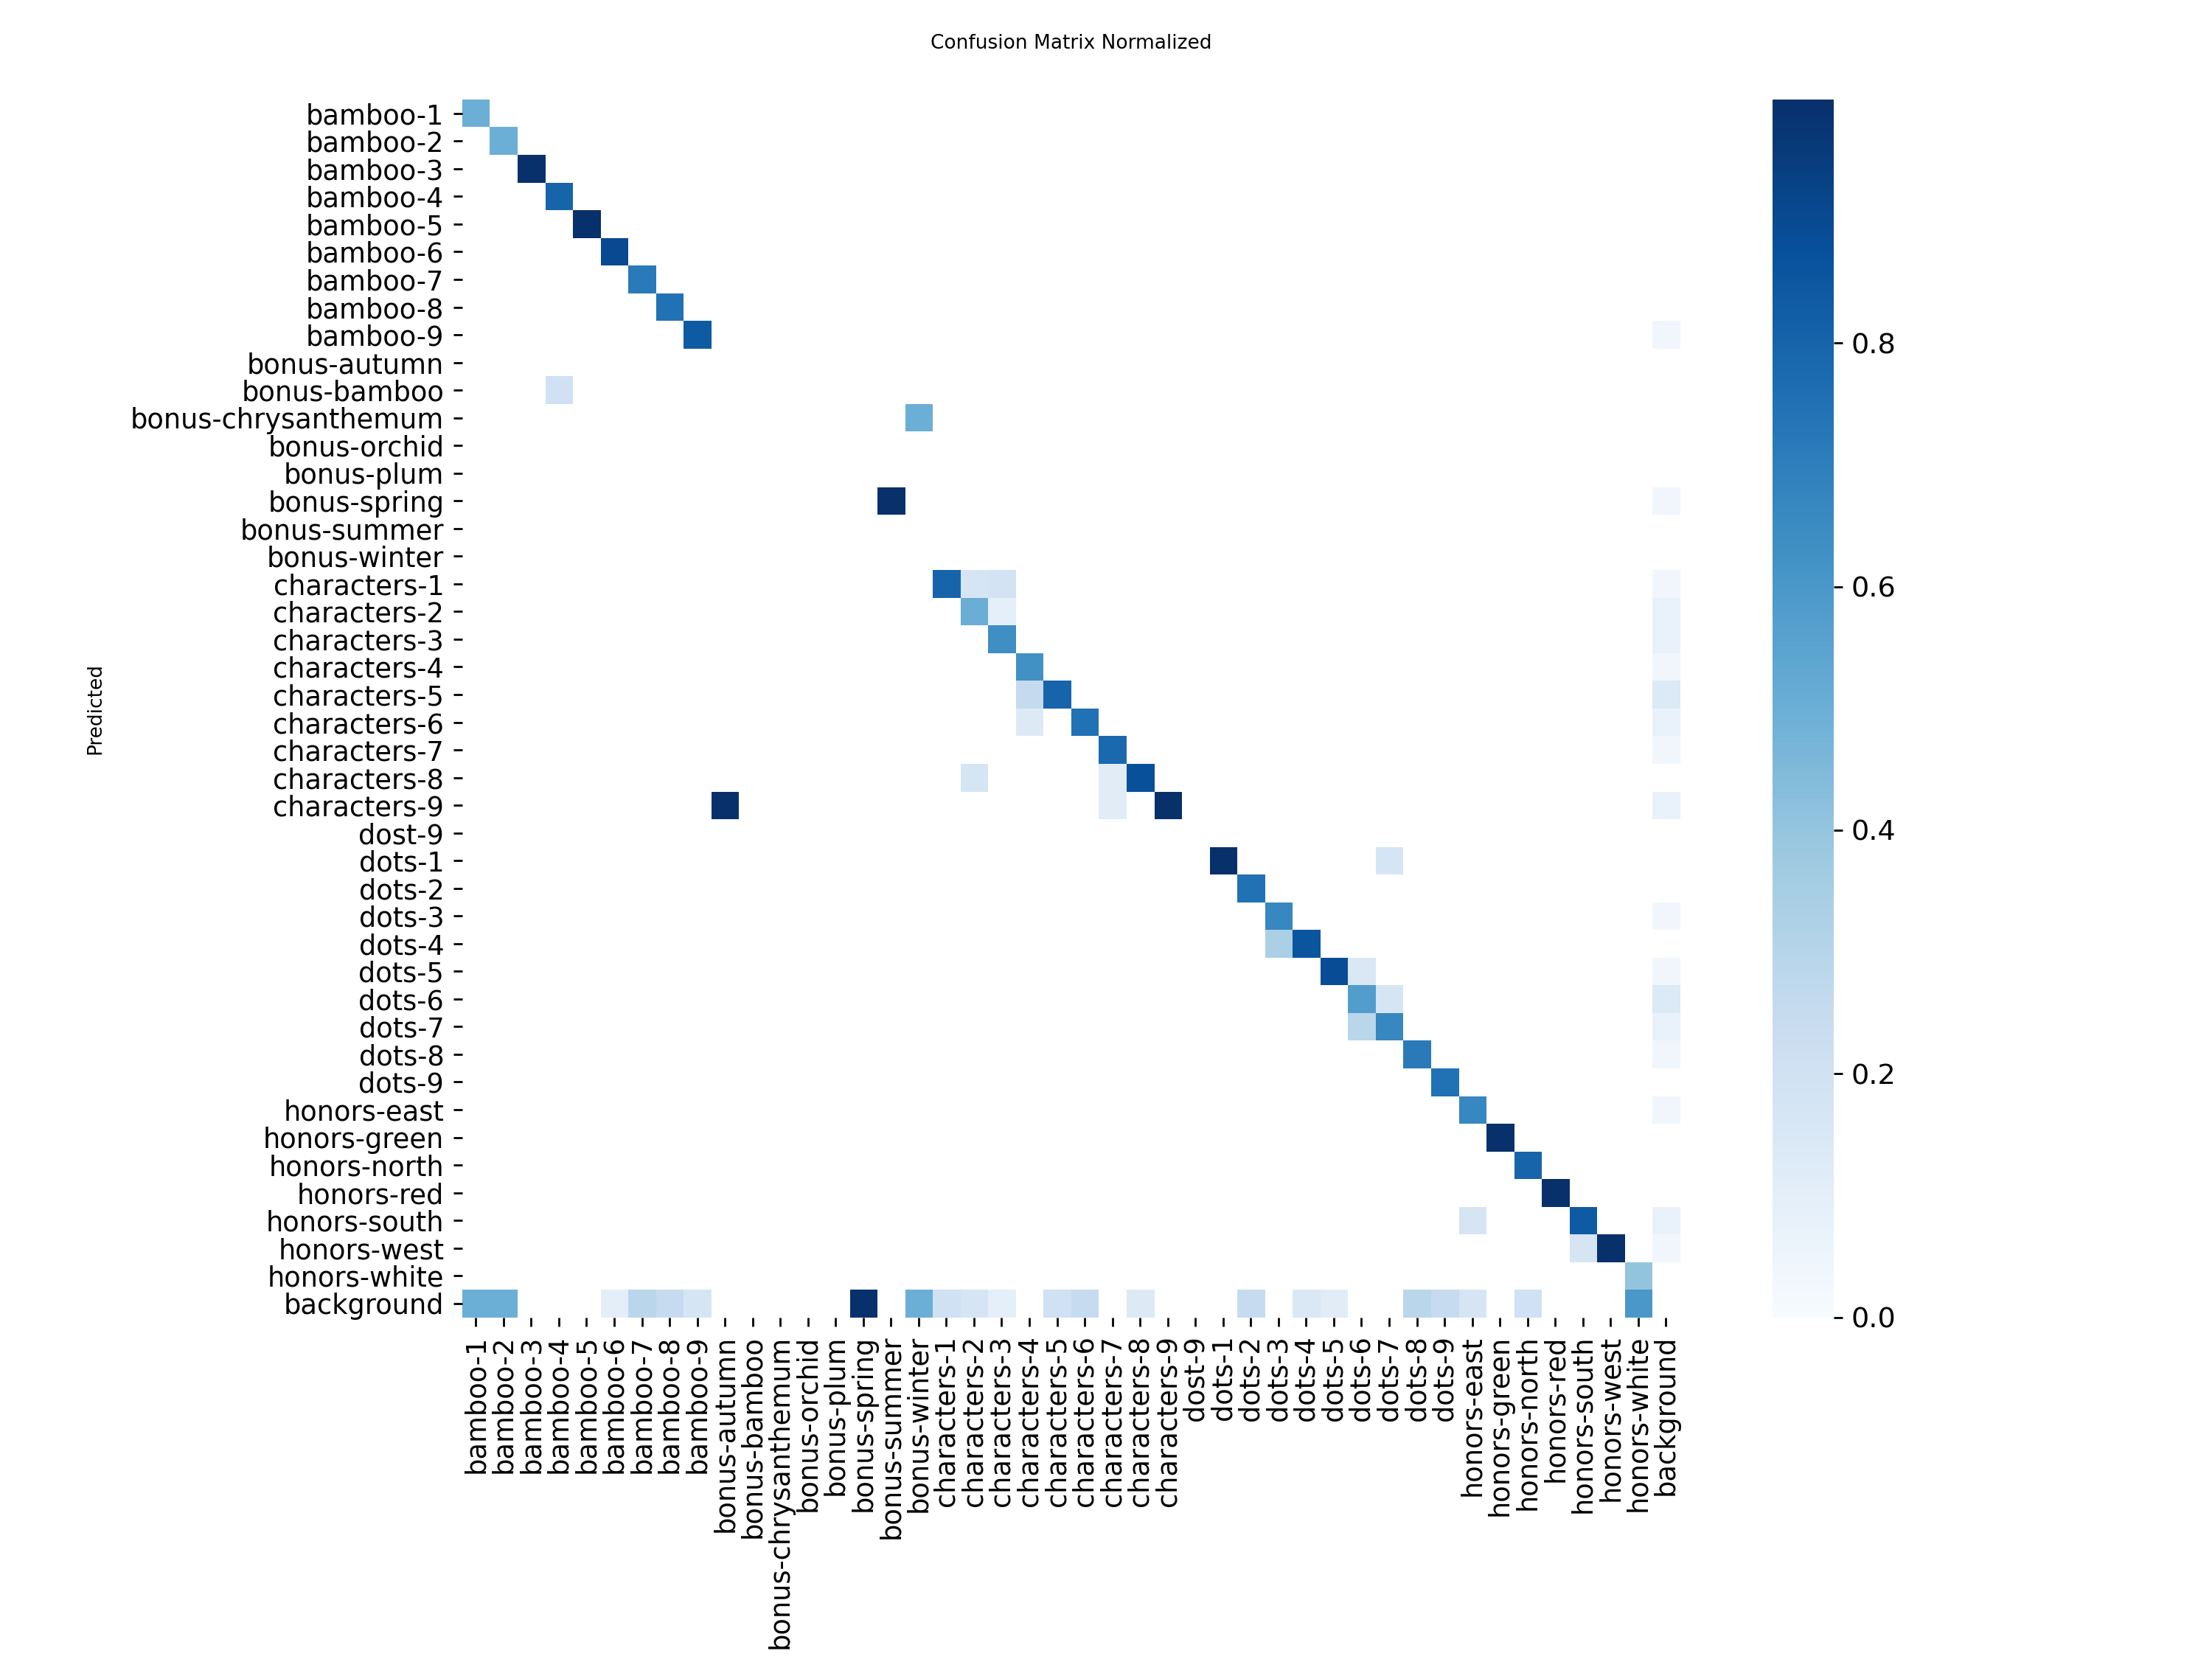 Confusion Matrix Normalized
bamboo-1
bamboo-2
bamboo-3
bamboo-4
bamboo-5
bamboo-6
bamboo-7
bamboo-8
bamboo-9
bonus-autumn
bonus-bamboo
bonus-chrysanthemum
bonus-orchid
bonus-plum
bonus-spring
bonus-summer
bonus-winter
characters-1
characters-2
characters-3
characters-4
characters-5
characters-6
characters-7
characters-8
characters-9
dost-9
dots-1
dots-2
dots-3
dots-4
dots-5
dots-6
dots-7
dots-8
dots-9
honors-east
honors-green
honors-north
honors-red
honors-south
honors-west
honors-white
background
Predicted
bamboo-1
bamboo-2
bamboo-3
bamboo-4
bamboo-5
bamboo-6
bamboo-7
bamboo-8
bamboo-9
bonus-autumn
bonus-bamboo
bonus-chrysanthemum
bonus-orchid
bonus-plum
bonus-spring
bonus-summer
bonus-winter
characters-1
characters-2
characters-3
characters-4
characters-5
characters-6
characters-7
characters-8
characters-9
dost-9
dots-1
dots-2
dots-3
dots-4
dots-5
dots-6
dots-7
dots-8
dots-9
honors-east
honors-green
honors-north
honors-red
honors-south
honors-west
honors-white
background
0.8
0.6
0.4
0.2
0.0